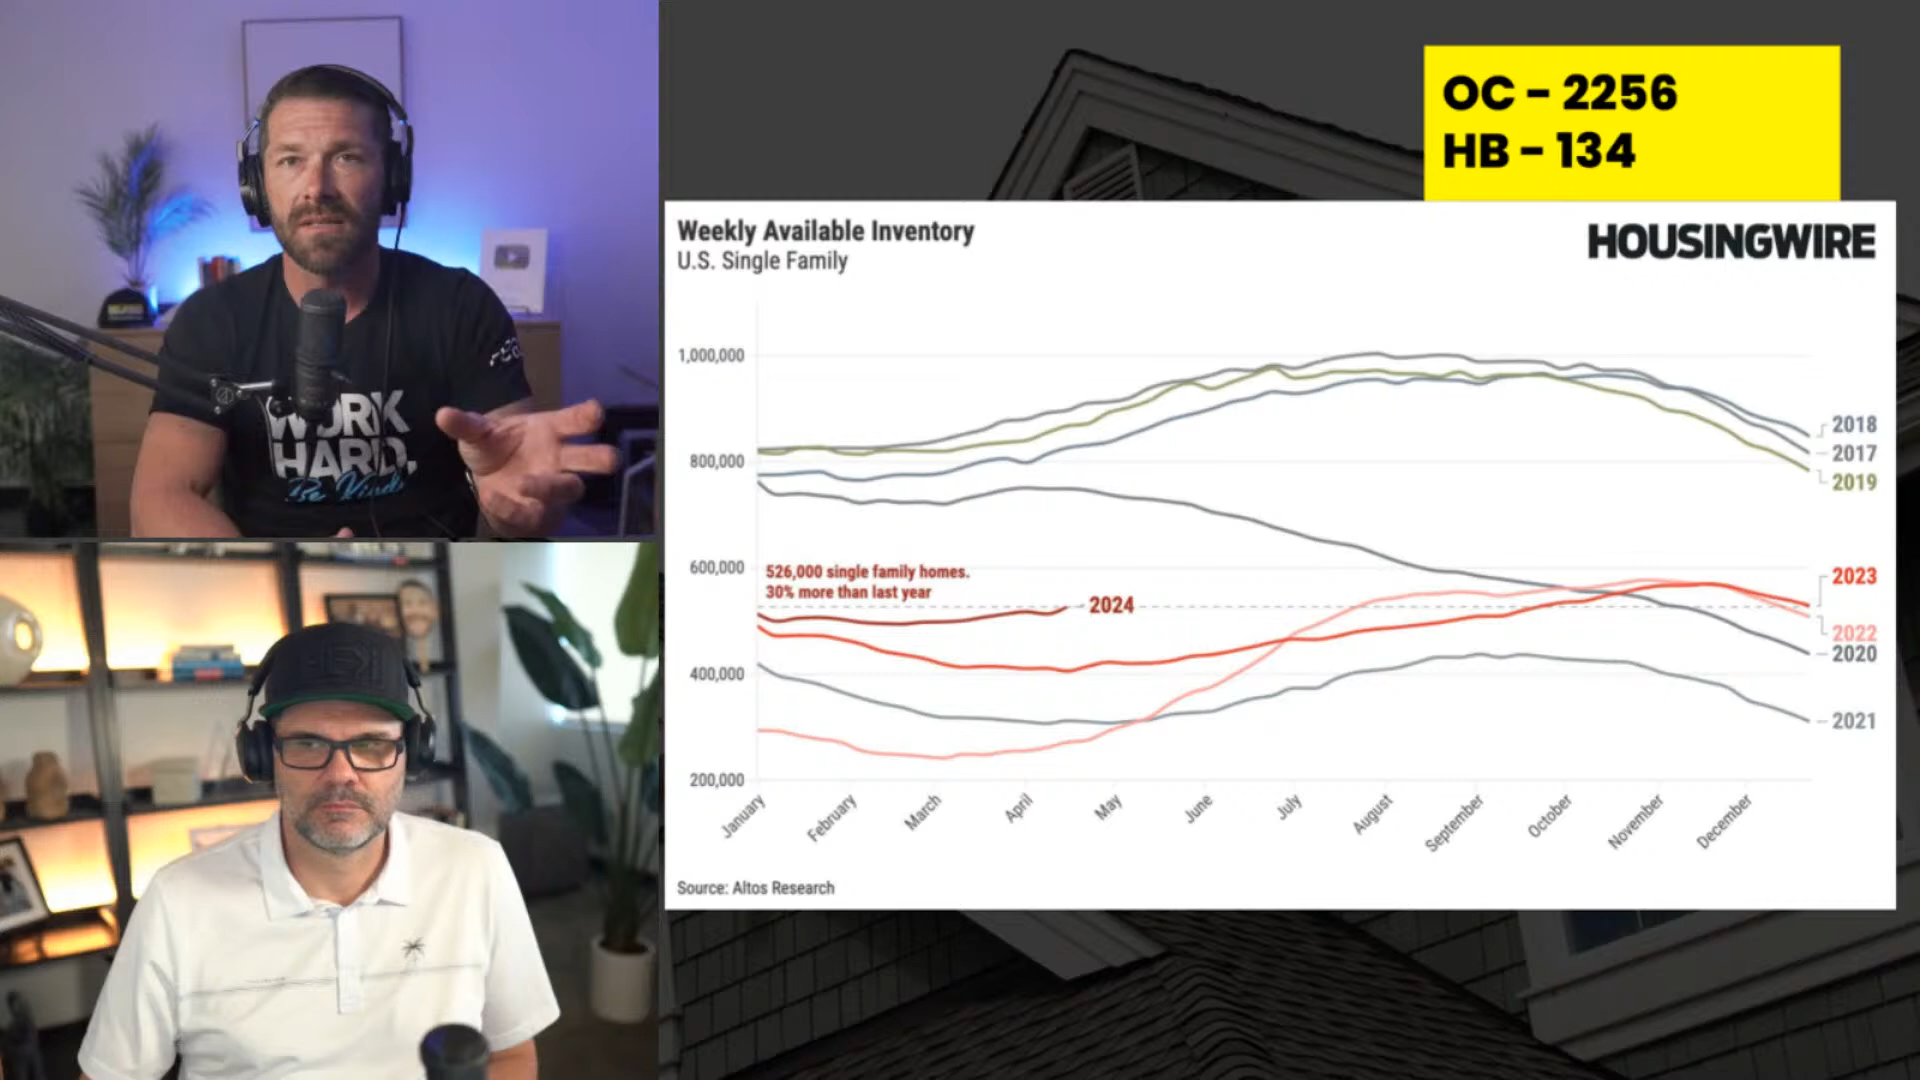 WORK
HARD.
Be Kind.
OC - 2256
HB - 134
Weekly Available Inventory
U.S. Single Family
HOUSINGWIRE
1,000,000
800,000
600,000
400,000
200,000
526,000 single family homes.
30% more than last year
2024
2018
2017
2019
2023
2022
2020
2021
January
February
March
April
May
June
July
August
September
October
November
December
Source: Altos Research